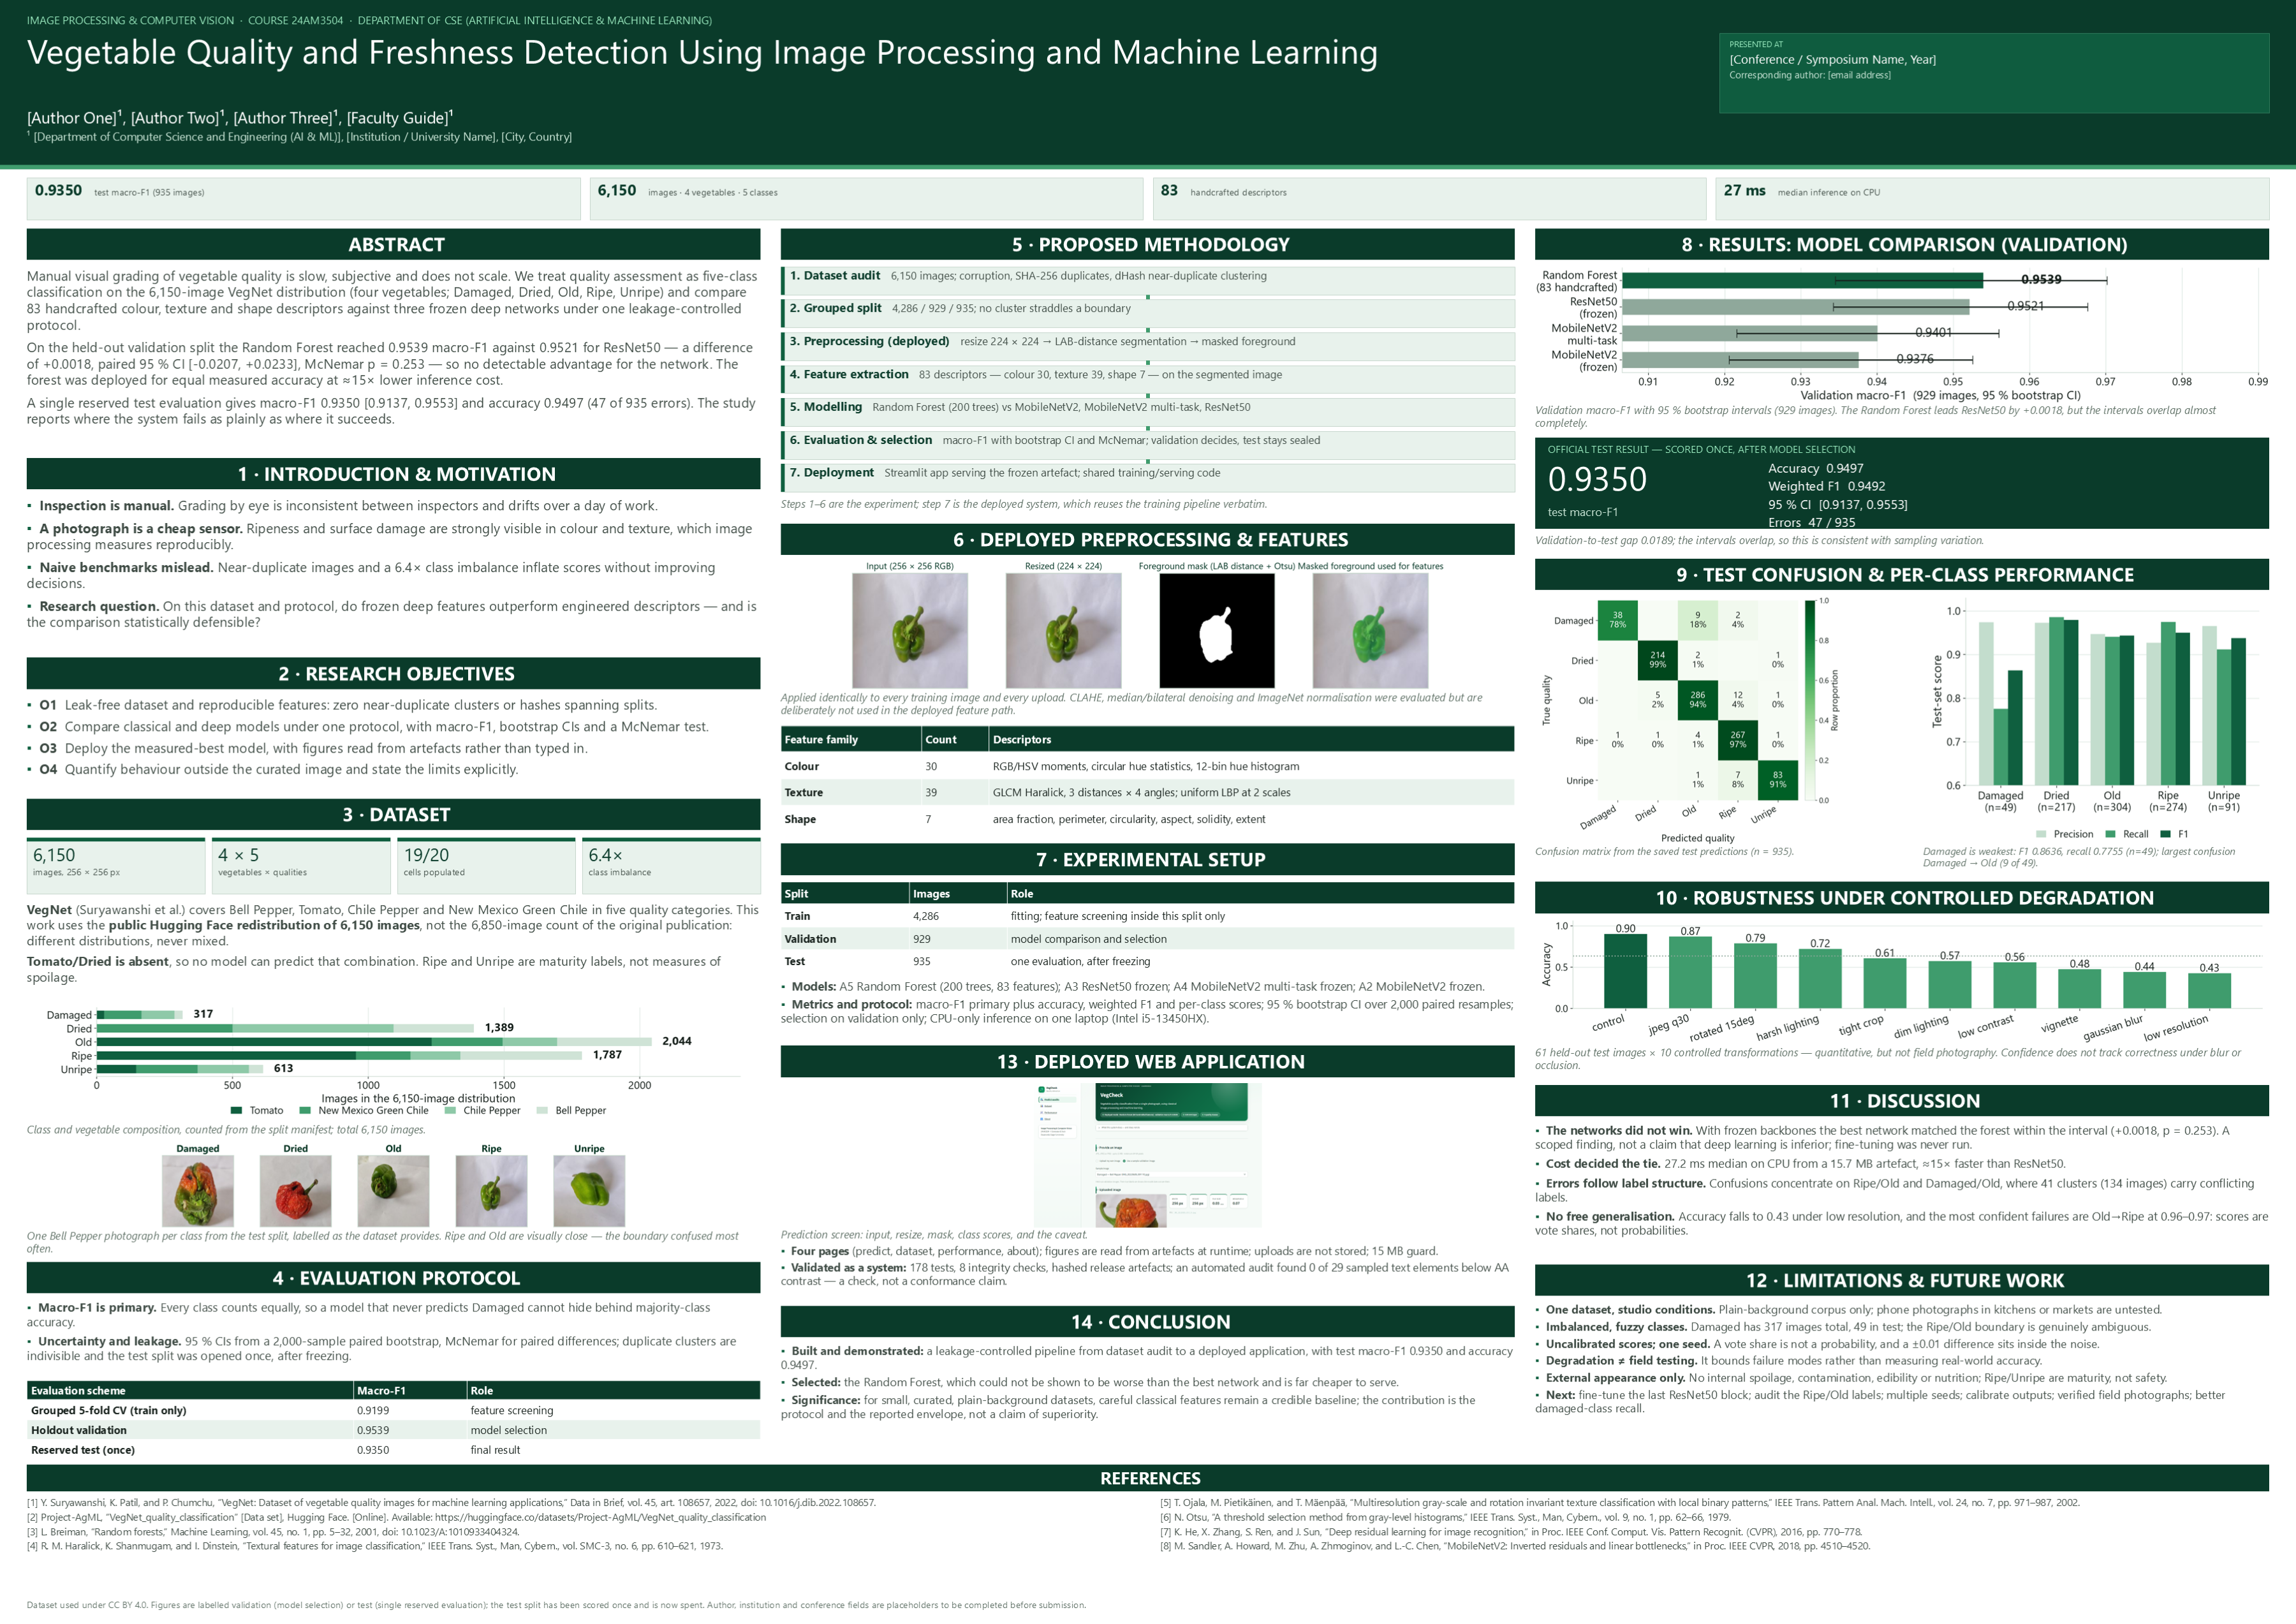 IMAGE PROCESSING & COMPUTER VISION · COURSE 24AM3504 · DEPARTMENT OF CSE (ARTIFICIAL INTELLIGENCE & MACHINE LEARNING)
Vegetable Quality and Freshness Detection Using Image Processing and Machine Learning
[Author One]¹, [Author Two]¹, [Author Three]¹, [Faculty Guide]¹
¹ [Department of Computer Science and Engineering (AI & ML)], [Institution / University Name], [City, Country]
PRESENTED AT
[Conference / Symposium Name, Year]
Corresponding author: [email address]
0.9350 test macro-F1 (935 images)
6,150 images · 4 vegetables · 5 classes
83 handcrafted descriptors
27 ms median inference on CPU
ABSTRACT
Manual visual grading of vegetable quality is slow, subjective and does not scale. We treat quality assessment as five-class
classification on the 6,150-image VegNet distribution (four vegetables; Damaged, Dried, Old, Ripe, Unripe) and compare
83 handcrafted colour, texture and shape descriptors against three frozen deep networks under one leakage-controlled
protocol.
On the held-out validation split the Random Forest reached 0.9539 macro-F1 against 0.9521 for ResNet50 — a difference
of +0.0018, paired 95 % CI [-0.0207, +0.0233], McNemar p = 0.253 — so no detectable advantage for the network. The
forest was deployed for equal measured accuracy at ≈15× lower inference cost.
A single reserved test evaluation gives macro-F1 0.9350 [0.9137, 0.9553] and accuracy 0.9497 (47 of 935 errors). The study
reports where the system fails as plainly as where it succeeds.
1 · INTRODUCTION & MOTIVATION
▪ Inspection is manual. Grading by eye is inconsistent between inspectors and drifts over a day of work.
▪ A photograph is a cheap sensor. Ripeness and surface damage are strongly visible in colour and texture, which image
processing measures reproducibly.
▪ Naive benchmarks mislead. Near-duplicate images and a 6.4× class imbalance inflate scores without improving
decisions.
▪ Research question. On this dataset and protocol, do frozen deep features outperform engineered descriptors — and is
the comparison statistically defensible?
2 · RESEARCH OBJECTIVES
▪ O1 Leak-free dataset and reproducible features: zero near-duplicate clusters or hashes spanning splits.
▪ O2 Compare classical and deep models under one protocol, with macro-F1, bootstrap CIs and a McNemar test.
▪ O3 Deploy the measured-best model, with figures read from artefacts rather than typed in.
▪ O4 Quantify behaviour outside the curated image and state the limits explicitly.
3 · DATASET
6,150
images, 256 × 256 px
4 × 5
vegetables × qualities
19/20
cells populated
6.4×
class imbalance
VegNet (Suryawanshi et al.) covers Bell Pepper, Tomato, Chile Pepper and New Mexico Green Chile in five quality categories. This
work uses the public Hugging Face redistribution of 6,150 images, not the 6,850-image count of the original publication:
different distributions, never mixed.
Tomato/Dried is absent, so no model can predict that combination. Ripe and Unripe are maturity labels, not measures of
spoilage.
Damaged 317
Dried 1,389
Old 2,044
Ripe 1,787
Unripe 613
0 500 1000 1500 2000
Images in the 6,150-image distribution
Tomato New Mexico Green Chile Chile Pepper Bell Pepper
Class and vegetable composition, counted from the split manifest; total 6,150 images.
Damaged Dried Old Ripe Unripe
One Bell Pepper photograph per class from the test split, labelled as the dataset provides. Ripe and Old are visually close — the boundary confused most
often.
4 · EVALUATION PROTOCOL
▪ Macro-F1 is primary. Every class counts equally, so a model that never predicts Damaged cannot hide behind majority-class
accuracy.
▪ Uncertainty and leakage. 95 % CIs from a 2,000-sample paired bootstrap, McNemar for paired differences; duplicate clusters are
indivisible and the test split was opened once, after freezing.
Evaluation scheme Macro-F1 Role
Grouped 5-fold CV (train only) 0.9199 feature screening
Holdout validation 0.9539 model selection
Reserved test (once) 0.9350 final result
5 · PROPOSED METHODOLOGY
1. Dataset audit 6,150 images; corruption, SHA-256 duplicates, dHash near-duplicate clustering
2. Grouped split 4,286 / 929 / 935; no cluster straddles a boundary
3. Preprocessing (deployed) resize 224 × 224 → LAB-distance segmentation → masked foreground
4. Feature extraction 83 descriptors — colour 30, texture 39, shape 7 — on the segmented image
5. Modelling Random Forest (200 trees) vs MobileNetV2, MobileNetV2 multi-task, ResNet50
6. Evaluation & selection macro-F1 with bootstrap CI and McNemar; validation decides, test stays sealed
7. Deployment Streamlit app serving the frozen artefact; shared training/serving code
Steps 1–6 are the experiment; step 7 is the deployed system, which reuses the training pipeline verbatim.
6 · DEPLOYED PREPROCESSING & FEATURES
Input (256 × 256 RGB) Resized (224 × 224) Foreground mask (LAB distance + Otsu) Masked foreground used for features
Applied identically to every training image and every upload. CLAHE, median/bilateral denoising and ImageNet normalisation were evaluated but are
deliberately not used in the deployed feature path.
Feature family Count Descriptors
Colour 30 RGB/HSV moments, circular hue statistics, 12-bin hue histogram
Texture 39 GLCM Haralick, 3 distances × 4 angles; uniform LBP at 2 scales
Shape 7 area fraction, perimeter, circularity, aspect, solidity, extent
7 · EXPERIMENTAL SETUP
Split Images Role
Train 4,286 fitting; feature screening inside this split only
Validation 929 model comparison and selection
Test 935 one evaluation, after freezing
▪ Models: A5 Random Forest (200 trees, 83 features); A3 ResNet50 frozen; A4 MobileNetV2 multi-task frozen; A2 MobileNetV2 frozen.
▪ Metrics and protocol: macro-F1 primary plus accuracy, weighted F1 and per-class scores; 95 % bootstrap CI over 2,000 paired resamples;
selection on validation only; CPU-only inference on one laptop (Intel i5-13450HX).
13 · DEPLOYED WEB APPLICATION
VegCheck
Prediction screen: input, resize, mask, class scores, and the caveat.
▪ Four pages (predict, dataset, performance, about); figures are read from artefacts at runtime; uploads are not stored; 15 MB guard.
▪ Validated as a system: 178 tests, 8 integrity checks, hashed release artefacts; an automated audit found 0 of 29 sampled text elements below AA
contrast — a check, not a conformance claim.
14 · CONCLUSION
▪ Built and demonstrated: a leakage-controlled pipeline from dataset audit to a deployed application, with test macro-F1 0.9350 and accuracy
0.9497.
▪ Selected: the Random Forest, which could not be shown to be worse than the best network and is far cheaper to serve.
▪ Significance: for small, curated, plain-background datasets, careful classical features remain a credible baseline; the contribution is the
protocol and the reported envelope, not a claim of superiority.
8 · RESULTS: MODEL COMPARISON (VALIDATION)
Random Forest
(83 handcrafted) 0.9539
ResNet50
(frozen) 0.9521
MobileNetV2
multi-task 0.9401
MobileNetV2
(frozen) 0.9376
0.91 0.92 0.93 0.94 0.95 0.96 0.97 0.98 0.99
Validation macro-F1 (929 images, 95 % bootstrap CI)
Validation macro-F1 with 95 % bootstrap intervals (929 images). The Random Forest leads ResNet50 by +0.0018, but the intervals overlap almost
completely.
OFFICIAL TEST RESULT — SCORED ONCE, AFTER MODEL SELECTION
0.9350
test macro-F1
Accuracy 0.9497
Weighted F1 0.9492
95 % CI [0.9137, 0.9553]
Errors 47 / 935
Validation-to-test gap 0.0189; the intervals overlap, so this is consistent with sampling variation.
9 · TEST CONFUSION & PER-CLASS PERFORMANCE
True quality
Damaged 38 9 2
78% 18% 4%
Dried 214 2 1
99% 1% 0%
Old 5 286 12 1
2% 94% 4% 0%
Ripe 1 1 4 267 1
0% 0% 1% 97% 0%
Unripe 1 7 83
1% 8% 91%
Damaged Dried Old Ripe Unripe
Predicted quality
1.0
0.8
0.6
0.4
0.2
0.0
Row proportion
Confusion matrix from the saved test predictions (n = 935).
Test-set score
1.0
0.9
0.8
0.7
0.6
Damaged Dried Old Ripe Unripe
(n=49) (n=217) (n=304) (n=274) (n=91)
Precision Recall F1
Damaged is weakest: F1 0.8636, recall 0.7755 (n=49); largest confusion
Damaged → Old (9 of 49).
10 · ROBUSTNESS UNDER CONTROLLED DEGRADATION
Accuracy
1.0
0.5
0.0
0.90 0.87 0.79 0.72 0.61 0.57 0.56 0.48 0.44 0.43
control jpeg q30 rotated 15deg harsh lighting tight crop dim lighting low contrast vignette gaussian blur low resolution
61 held-out test images × 10 controlled transformations — quantitative, but not field photography. Confidence does not track correctness under blur or
occlusion.
11 · DISCUSSION
▪ The networks did not win. With frozen backbones the best network matched the forest within the interval (+0.0018, p = 0.253). A
scoped finding, not a claim that deep learning is inferior; fine-tuning was never run.
▪ Cost decided the tie. 27.2 ms median on CPU from a 15.7 MB artefact, ≈15× faster than ResNet50.
▪ Errors follow label structure. Confusions concentrate on Ripe/Old and Damaged/Old, where 41 clusters (134 images) carry conflicting
labels.
▪ No free generalisation. Accuracy falls to 0.43 under low resolution, and the most confident failures are Old→Ripe at 0.96–0.97: scores are
vote shares, not probabilities.
12 · LIMITATIONS & FUTURE WORK
▪ One dataset, studio conditions. Plain-background corpus only; phone photographs in kitchens or markets are untested.
▪ Imbalanced, fuzzy classes. Damaged has 317 images total, 49 in test; the Ripe/Old boundary is genuinely ambiguous.
▪ Uncalibrated scores; one seed. A vote share is not a probability, and a ±0.01 difference sits inside the noise.
▪ Degradation ≠ field testing. It bounds failure modes rather than measuring real-world accuracy.
▪ External appearance only. No internal spoilage, contamination, edibility or nutrition; Ripe/Unripe are maturity, not safety.
▪ Next: fine-tune the last ResNet50 block; audit the Ripe/Old labels; multiple seeds; calibrate outputs; verified field photographs; better
damaged-class recall.
REFERENCES
[1] Y. Suryawanshi, K. Patil, and P. Chumchu, “VegNet: Dataset of vegetable quality images for machine learning applications,” Data in Brief, vol. 45, art. 108657, 2022, doi: 10.1016/j.dib.2022.108657.
[2] Project-AgML, “VegNet_quality_classification” [Data set], Hugging Face. [Online]. Available: https://huggingface.co/datasets/Project-AgML/VegNet_quality_classification
[3] L. Breiman, “Random forests,” Machine Learning, vol. 45, no. 1, pp. 5–32, 2001, doi: 10.1023/A:1010933404324.
[4] R. M. Haralick, K. Shanmugam, and I. Dinstein, “Textural features for image classification,” IEEE Trans. Syst., Man, Cybern., vol. SMC-3, no. 6, pp. 610–621, 1973.
[5] T. Ojala, M. Pietikäinen, and T. Mäenpää, “Multiresolution gray-scale and rotation invariant texture classification with local binary patterns,” IEEE Trans. Pattern Anal. Mach. Intell., vol. 24, no. 7, pp. 971–987, 2002.
[6] N. Otsu, “A threshold selection method from gray-level histograms,” IEEE Trans. Syst., Man, Cybern., vol. 9, no. 1, pp. 62–66, 1979.
[7] K. He, X. Zhang, S. Ren, and J. Sun, “Deep residual learning for image recognition,” in Proc. IEEE Conf. Comput. Vis. Pattern Recognit. (CVPR), 2016, pp. 770–778.
[8] M. Sandler, A. Howard, M. Zhu, A. Zhmoginov, and L.-C. Chen, “MobileNetV2: Inverted residuals and linear bottlenecks,” in Proc. IEEE CVPR, 2018, pp. 4510–4520.
Dataset used under CC BY 4.0. Figures are labelled validation (model selection) or test (single reserved evaluation); the test split has been scored once and is now spent. Author, institution and conference fields are placeholders to be completed before submission.